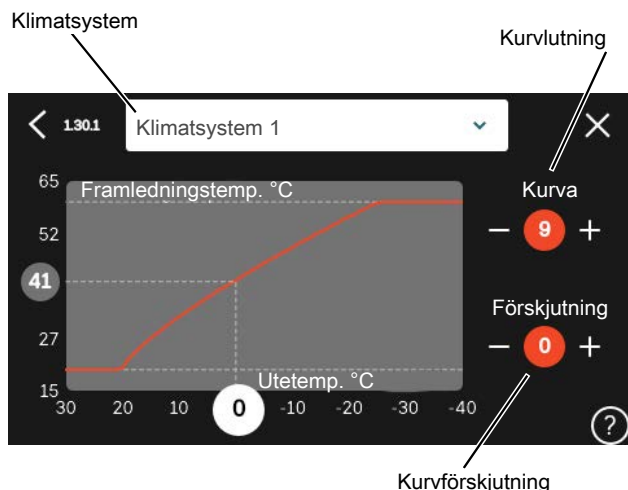 Klimatsystem
Kurvlutning
1.30.1
Klimatsystem 1
65
Framledningstemp. °C
Kurva
52
9
41
Förskjutning
27
0
Utetemp. °C
15
30 20 10 0 -10 -20 -30 -40
?
Kurvförskjutning